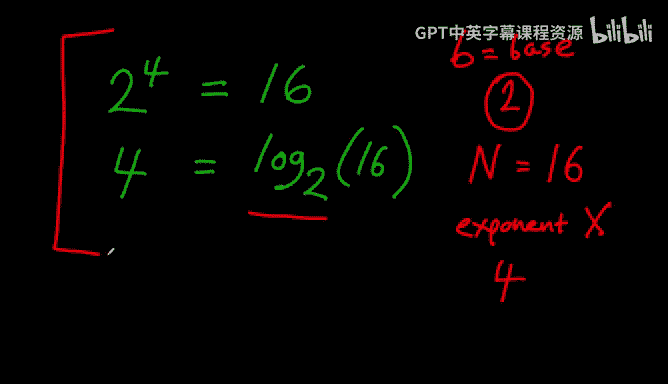 GPT中英字幕课程资源 bilibili
b = base
2
2⁴ = 16
4 = log₂(16)
N = 16
exponent X
4